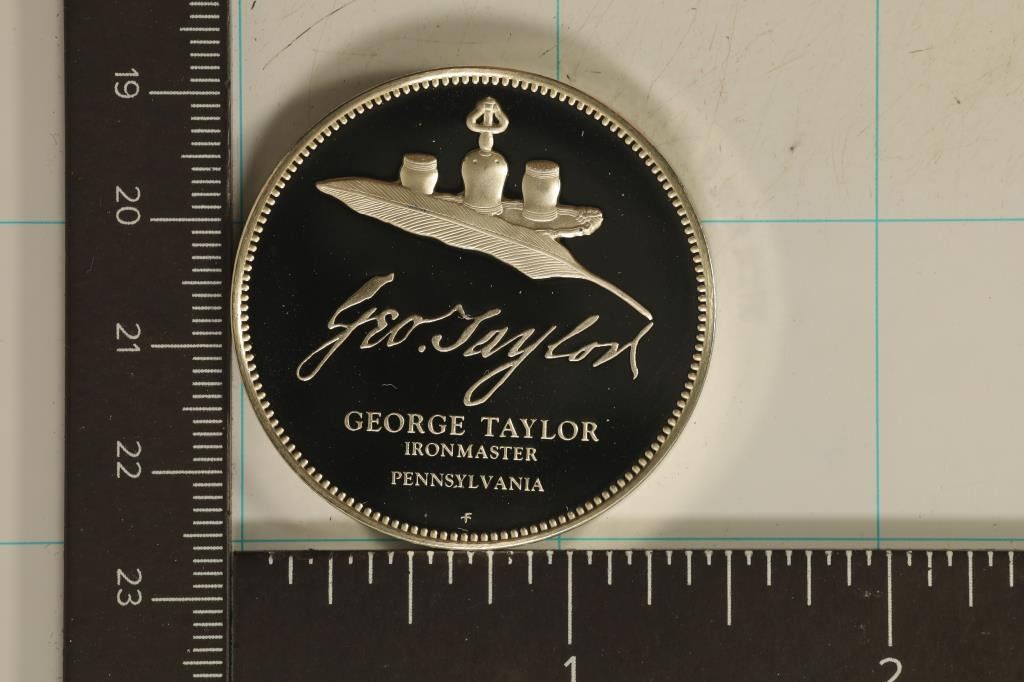 Geo. Taylor
GEORGE TAYLOR
IRONMASTER
PENNSYLVANIA
F
19
20
21
22
23
1
2